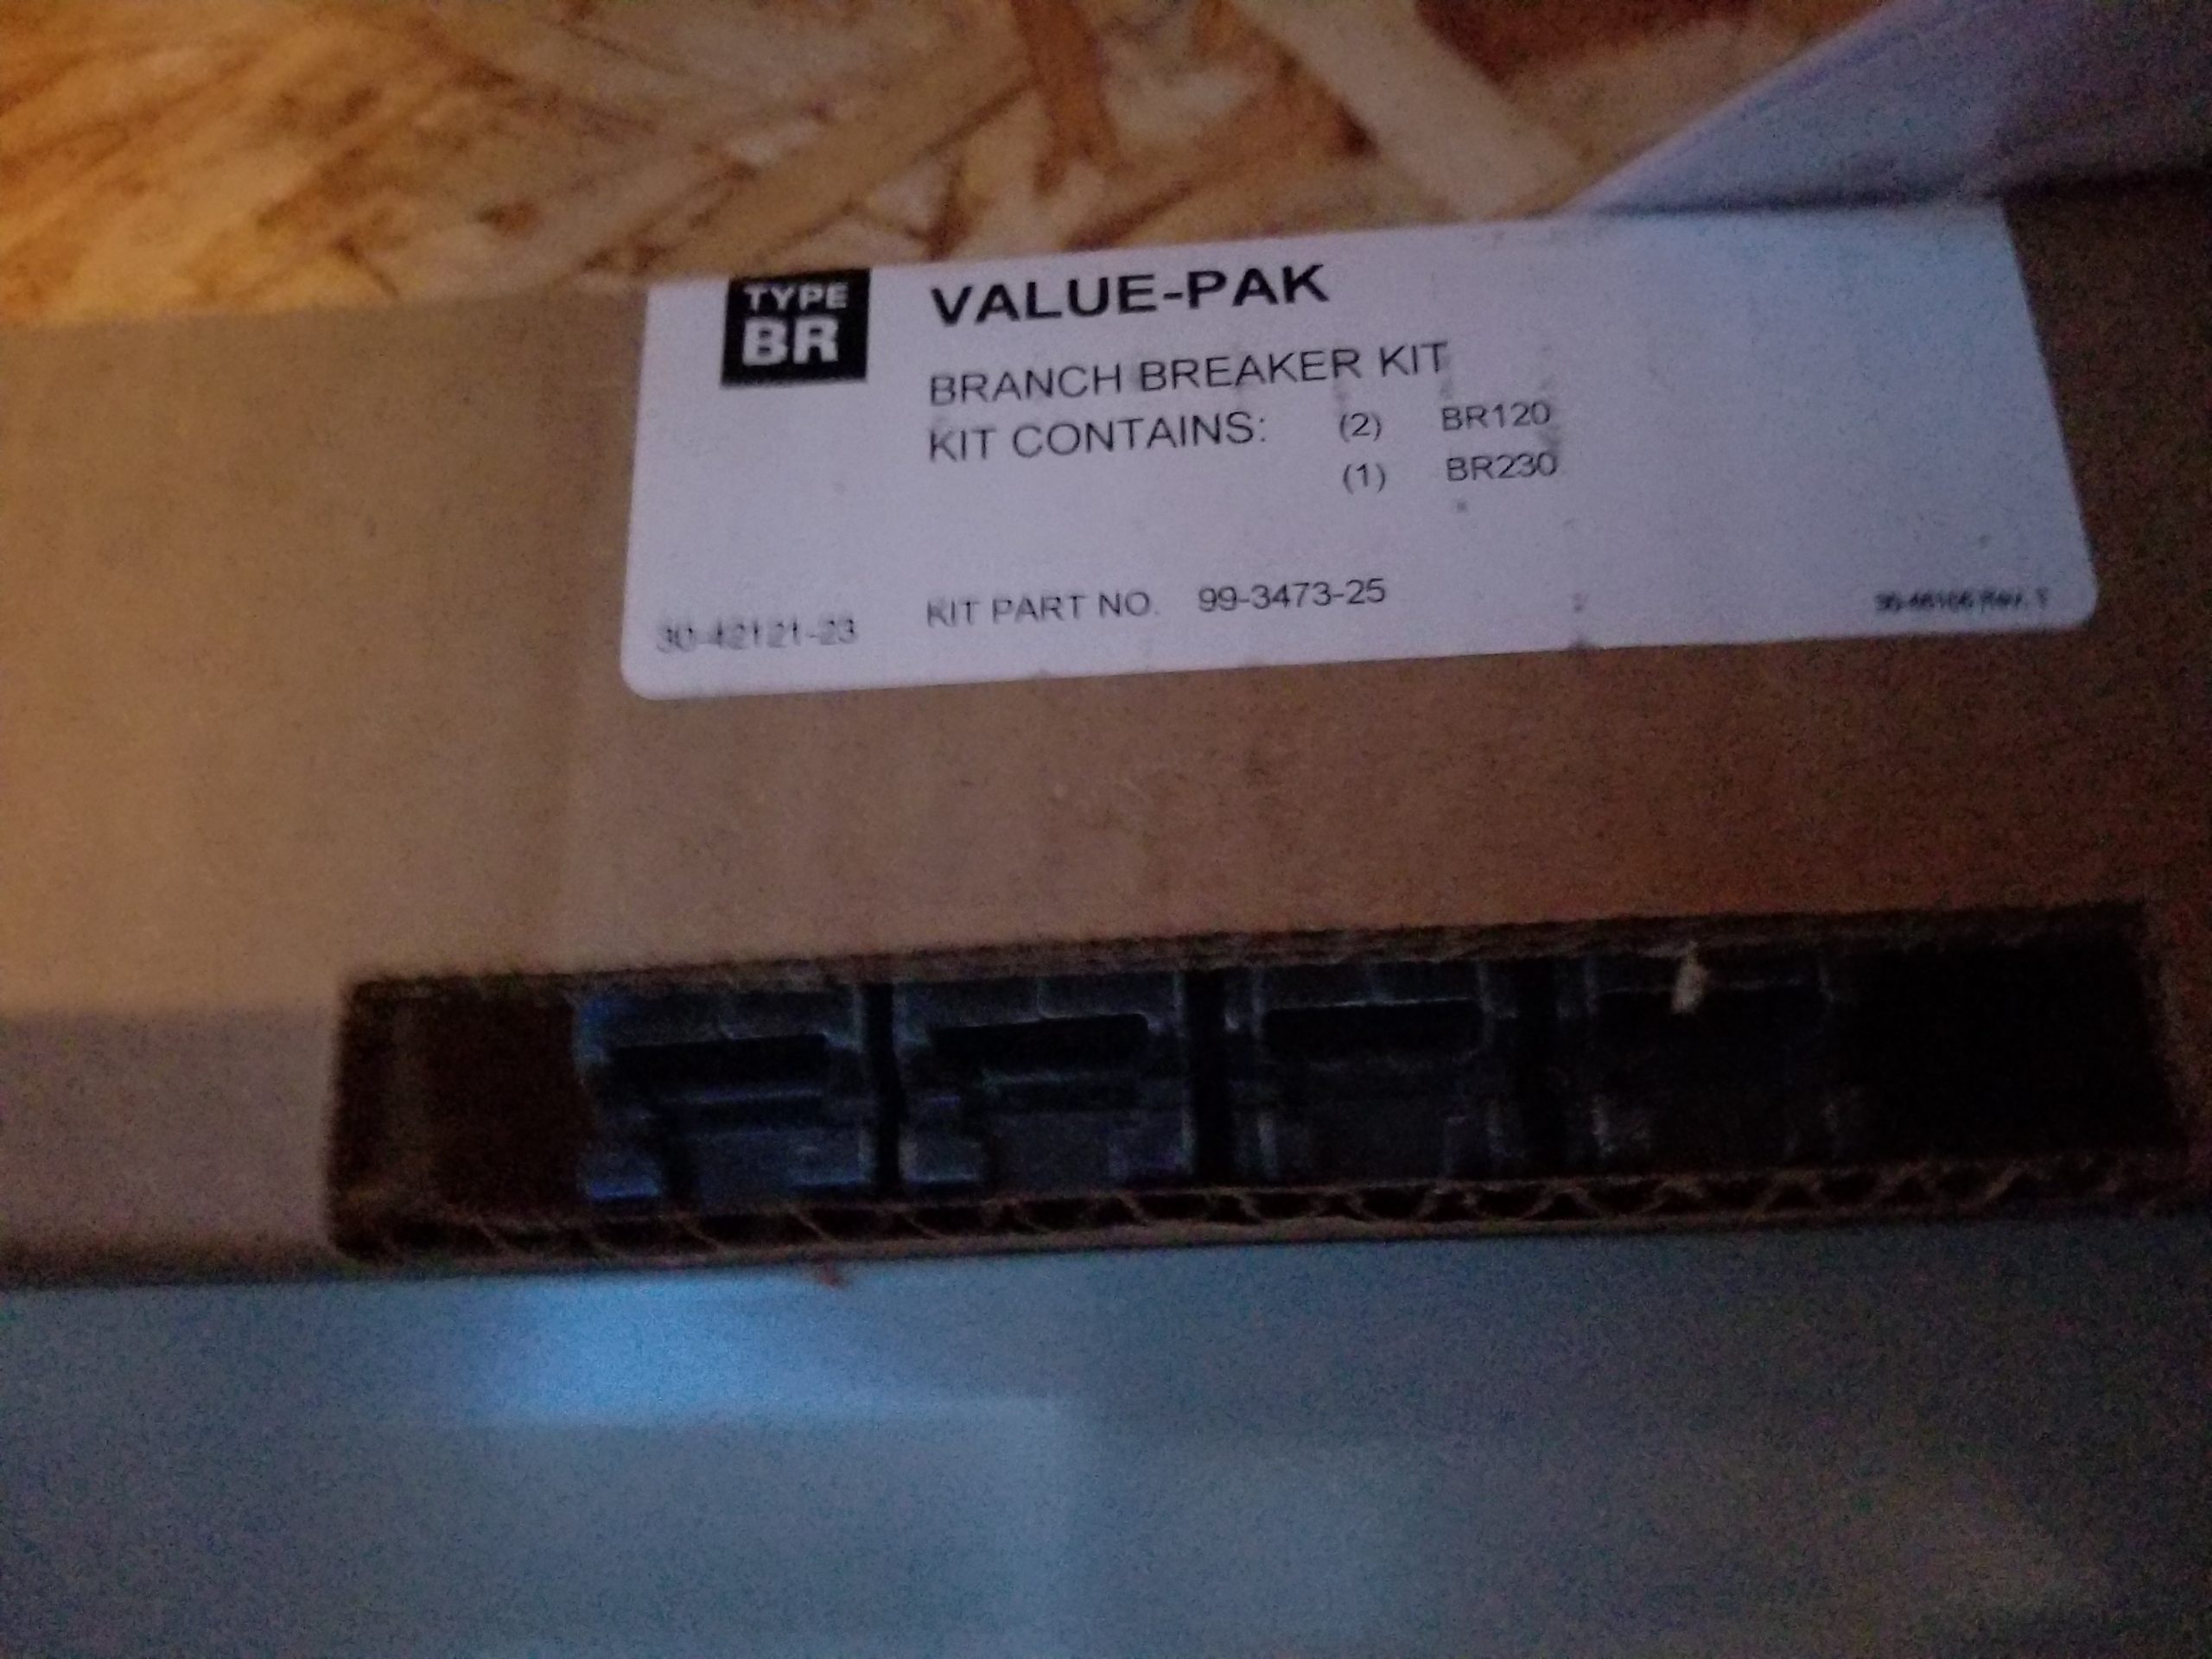 TYPE
BR
VALUE-PAK
BRANCH BREAKER KIT
KIT CONTAINS: (2) BR120
(1) BR230
KIT PART NO. 99-3473-25
30-42121-23